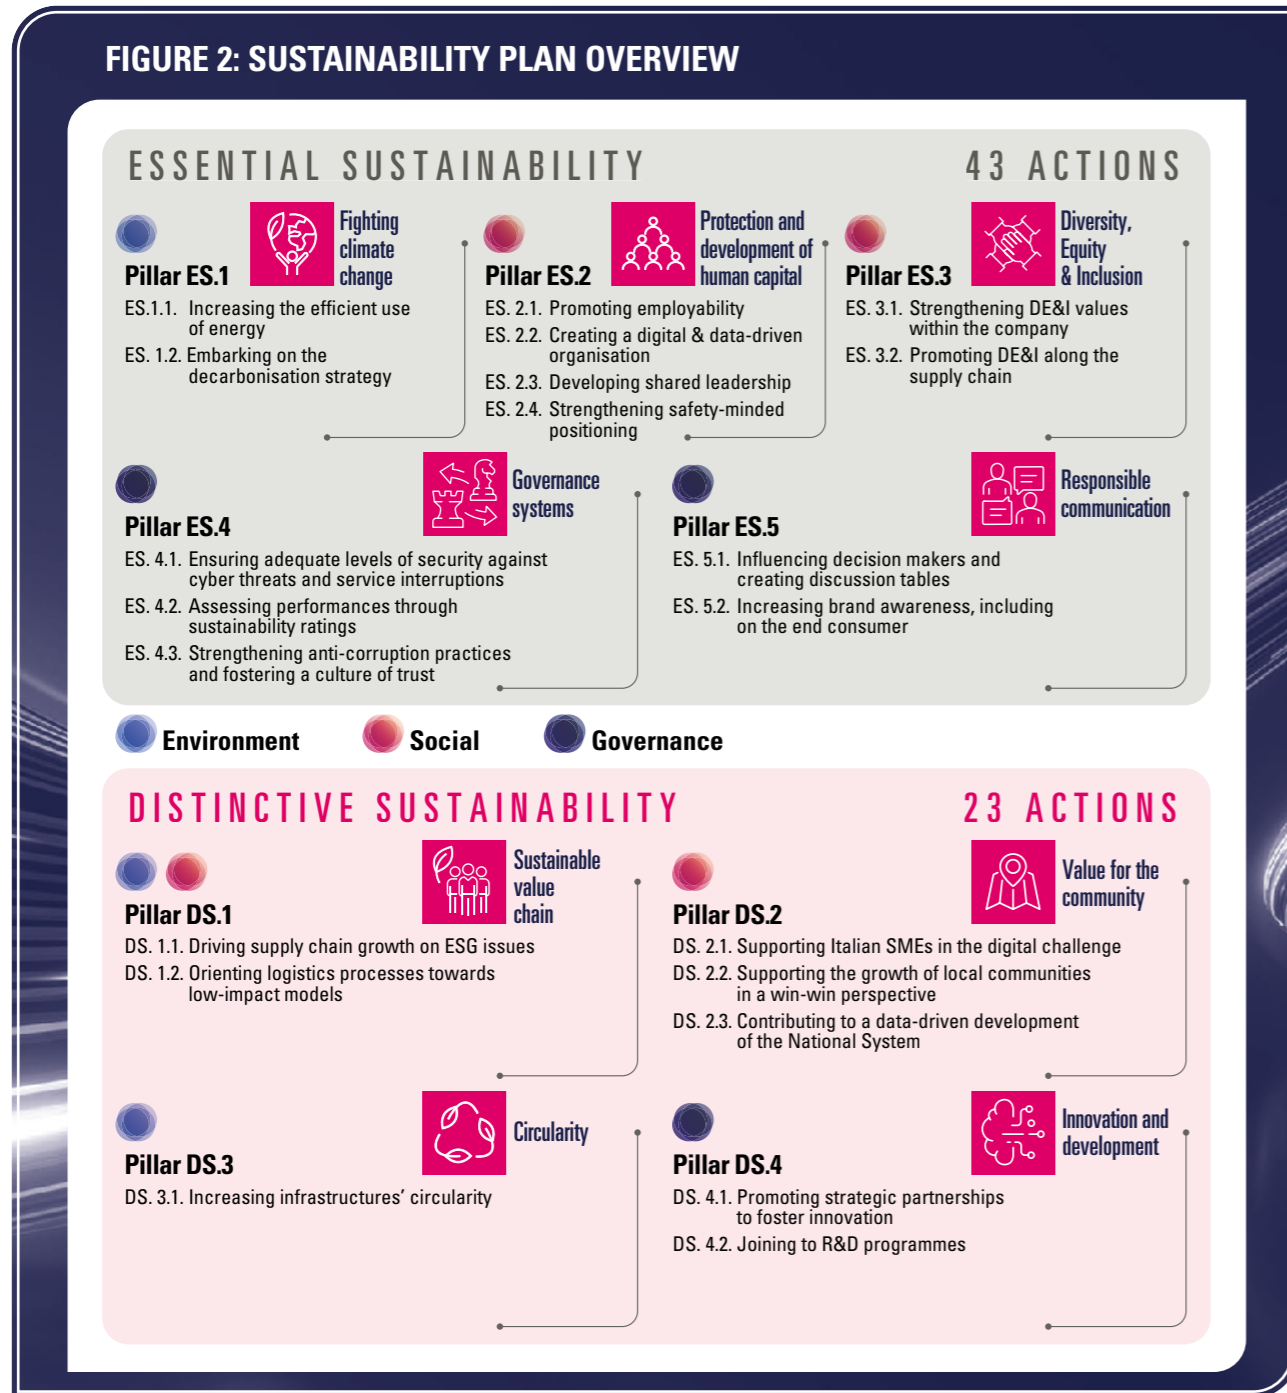 FIGURE 2: SUSTAINABILITY PLAN OVERVIEW
ESSENTIAL SUSTAINABILITY
43 ACTIONS
Pillar ES.1
Fighting
climate
change
ES.1.1. Increasing the efficient use
of energy
ES. 1.2. Embarking on the
decarbonisation strategy
Pillar ES.2
Protection and
development of
human capital
ES. 2.1. Promoting employability
ES. 2.2. Creating a digital & data-driven
organisation
ES. 2.3. Developing shared leadership
ES. 2.4. Strengthening safety-minded
positioning
Pillar ES.3
Diversity,
Equity
& Inclusion
ES. 3.1. Strengthening DE&I values
within the company
ES. 3.2. Promoting DE&I along the
supply chain
Pillar ES.4
Governance
systems
ES. 4.1. Ensuring adequate levels of security against
cyber threats and service interruptions
ES. 4.2. Assessing performances through
sustainability ratings
ES. 4.3. Strengthening anti-corruption practices
and fostering a culture of trust
Pillar ES.5
Responsible
communication
ES. 5.1. Influencing decision makers and
creating discussion tables
ES. 5.2. Increasing brand awareness, including
on the end consumer
Environment
Social
Governance
DISTINCTIVE SUSTAINABILITY
23 ACTIONS
Pillar DS.1
Sustainable
value
chain
DS. 1.1. Driving supply chain growth on ESG issues
DS. 1.2. Orienting logistics processes towards
low-impact models
Pillar DS.2
Value for the
community
DS. 2.1. Supporting Italian SMEs in the digital challenge
DS. 2.2. Supporting the growth of local communities
in a win-win perspective
DS. 2.3. Contributing to a data-driven development
of the National System
Pillar DS.3
Circularity
DS. 3.1. Increasing infrastructures' circularity
Pillar DS.4
Innovation and
development
DS. 4.1. Promoting strategic partnerships
to foster innovation
DS. 4.2. Joining to R&D programmes